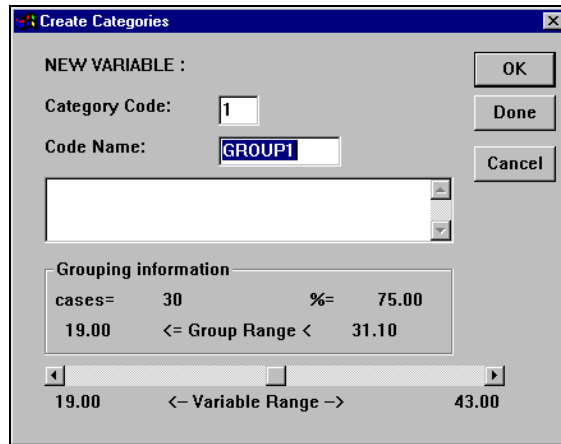 Create Categories
NEW VARIABLE :
OK
Category Code: 1
Done
Code Name: GROUP1
Cancel
Grouping information
cases= 30 %= 75.00
19.00 <= Group Range < 31.10
19.00 <– Variable Range –> 43.00